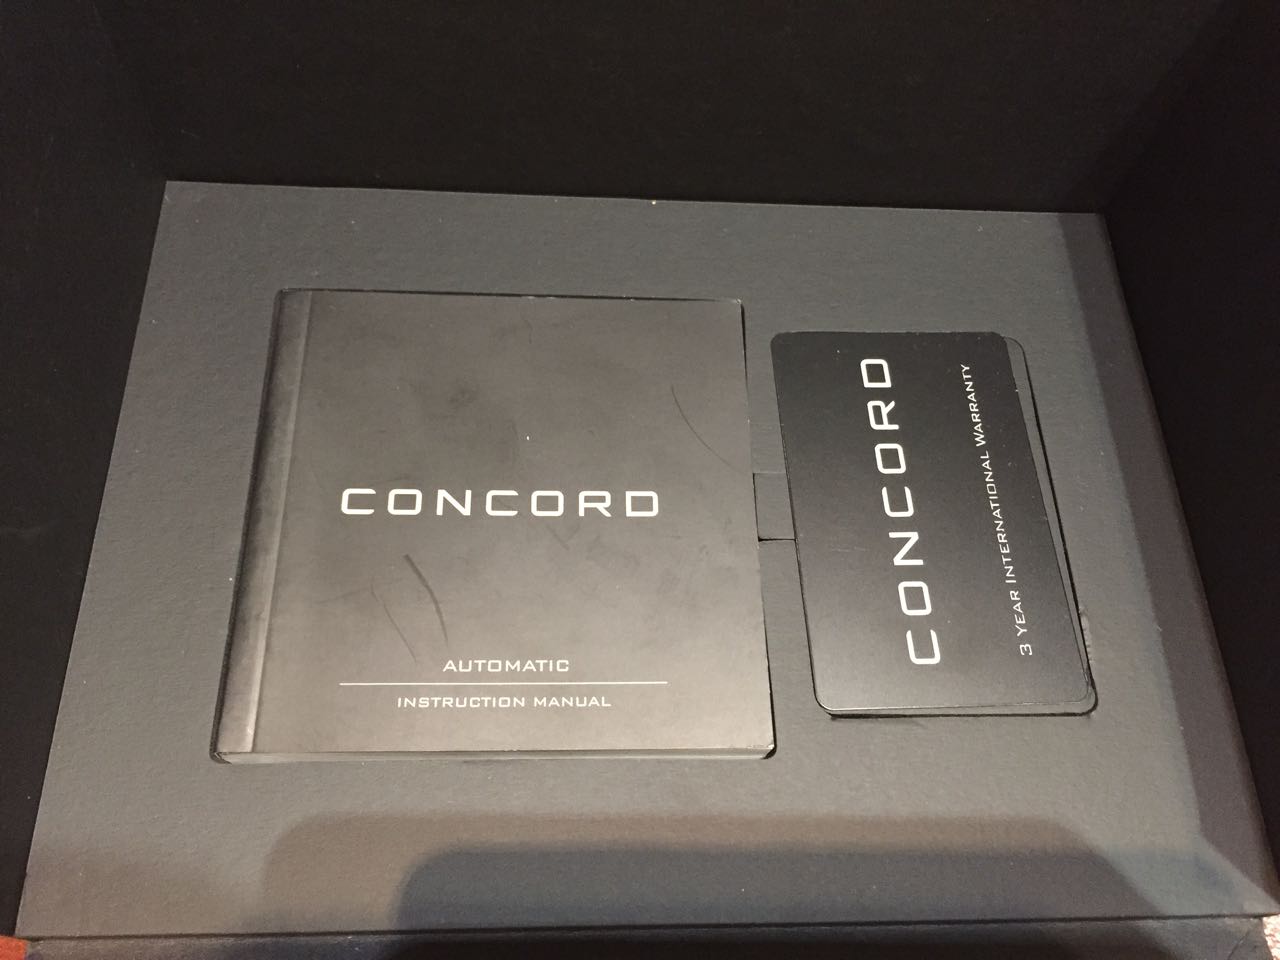 CONCORD
AUTOMATIC
INSTRUCTION MANUAL
CONCORD
3 YEAR INTERNATIONAL WARRANTY